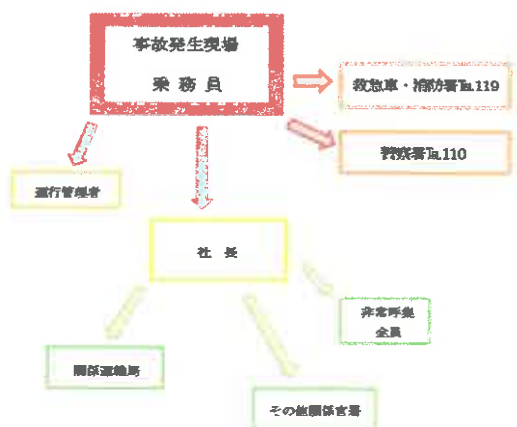 事故発生現場
乗務員
救急車・消防署℡119
警察署℡110
運行管理者
社長
非常呼集
全員
関係運輸局
その他関係官署